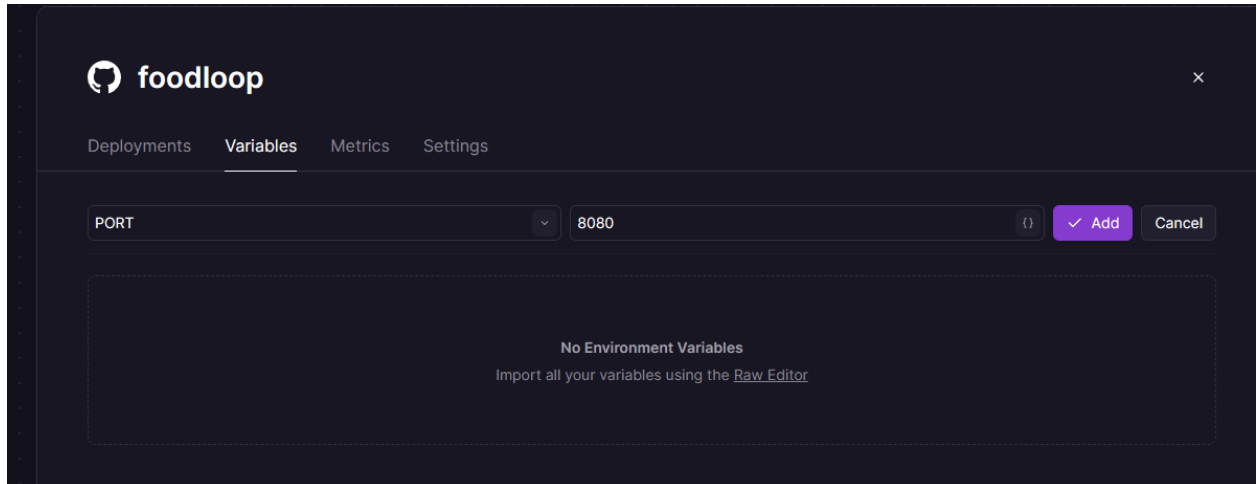 foodloop
Deployments Variables Metrics Settings
PORT 8080 {} Add Cancel
No Environment Variables
Import all your variables using the Raw Editor